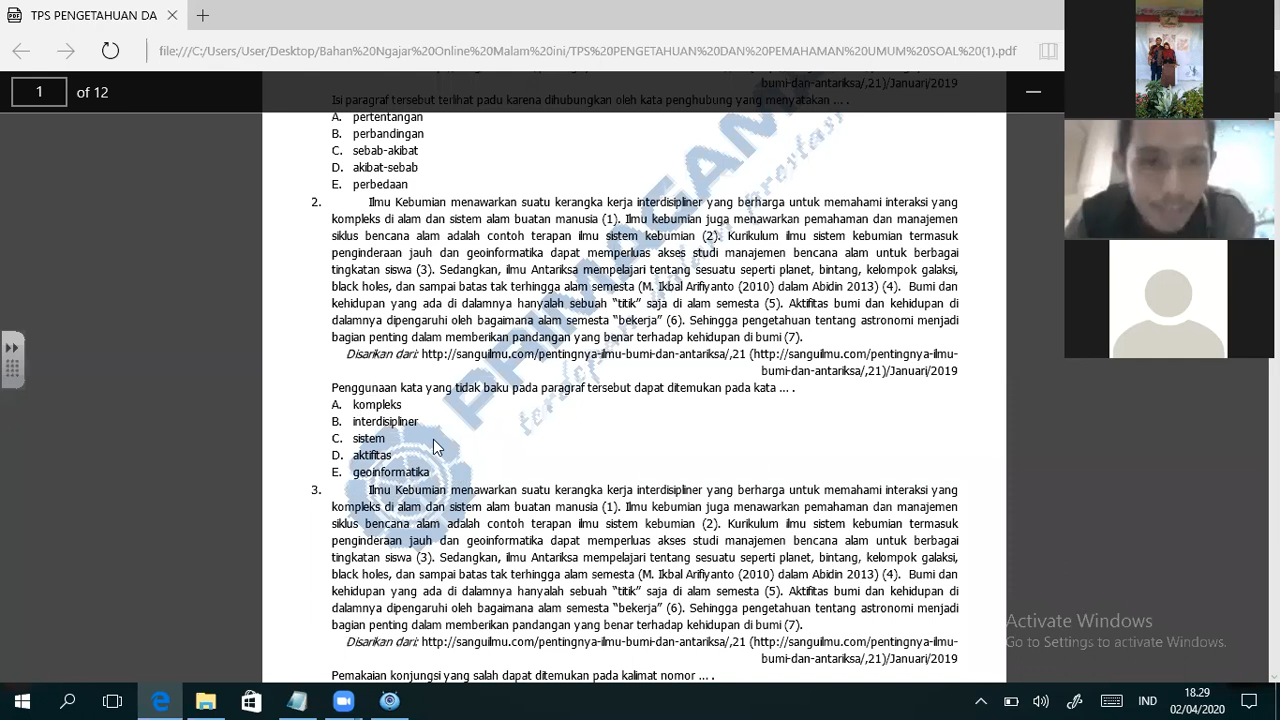 TPS PENGETAHUAN DA
file:///C:/Users/User/Desktop/Bahan%20Ngajar%20Online%20Malam%20ini/TPS%20PENGETAHUAN%20DAN%20PEMAHAMAN%20UMUM%20SOAL%20(1).pdf
1 of 12
bumi-dan-antariksa/,21)/Januari/2019
Isi paragraf tersebut terlihat padu karena dihubungkan oleh kata penghubung yang menyatakan ... .
A. pertentangan
B. perbandingan
C. sebab-akibat
D. akibat-sebab
E. perbedaan
2. Ilmu Kebumian menawarkan suatu kerangka kerja interdisipliner yang berharga untuk memahami interaksi yang
kompleks di alam dan sistem alam buatan manusia (1). Ilmu kebumian juga menawarkan pemahaman dan manajemen
siklus bencana alam adalah contoh terapan ilmu sistem kebumian (2). Kurikulum ilmu sistem kebumian termasuk
penginderaan jauh dan geoinformatika dapat memperluas akses studi manajemen bencana alam untuk berbagai
tingkatan siswa (3). Sedangkan, ilmu Antariksa mempelajari tentang sesuatu seperti planet, bintang, kelompok galaksi,
black holes, dan sampai batas tak terhingga alam semesta (M. Ikbal Arifiyanto (2010) dalam Abidin 2013) (4). Bumi dan
kehidupan yang ada di dalamnya hanyalah sebuah “titik” saja di alam semesta (5). Aktifitas bumi dan kehidupan di
dalamnya dipengaruhi oleh bagaimana alam semesta “bekerja” (6). Sehingga pengetahuan tentang astronomi menjadi
bagian penting dalam memberikan pandangan yang benar terhadap kehidupan di bumi (7).
Disarikan dari: http://sanguilmu.com/pentingnya-ilmu-bumi-dan-antariksa/,21 (http://sanguilmu.com/pentingnya-ilmu-
bumi-dan-antariksa/,21)/Januari/2019
Penggunaan kata yang tidak baku pada paragraf tersebut dapat ditemukan pada kata ... .
A. kompleks
B. interdisipliner
C. sistem
D. aktifitas
E. geoinformatika
3. Ilmu Kebumian menawarkan suatu kerangka kerja interdisipliner yang berharga untuk memahami interaksi yang
kompleks di alam dan sistem alam buatan manusia (1). Ilmu kebumian juga menawarkan pemahaman dan manajemen
siklus bencana alam adalah contoh terapan ilmu sistem kebumian (2). Kurikulum ilmu sistem kebumian termasuk
penginderaan jauh dan geoinformatika dapat memperluas akses studi manajemen bencana alam untuk berbagai
tingkatan siswa (3). Sedangkan, ilmu Antariksa mempelajari tentang sesuatu seperti planet, bintang, kelompok galaksi,
black holes, dan sampai batas tak terhingga alam semesta (M. Ikbal Arifiyanto (2010) dalam Abidin 2013) (4). Bumi dan
kehidupan yang ada di dalamnya hanyalah sebuah “titik” saja di alam semesta (5). Aktifitas bumi dan kehidupan di
dalamnya dipengaruhi oleh bagaimana alam semesta “bekerja” (6). Sehingga pengetahuan tentang astronomi menjadi
bagian penting dalam memberikan pandangan yang benar terhadap kehidupan di bumi (7).
Disarikan dari: http://sanguilmu.com/pentingnya-ilmu-bumi-dan-antariksa/,21 (http://sanguilmu.com/pentingnya-ilmu-
bumi-dan-antariksa/,21)/Januari/2019
Pemakaian konjungsi yang salah dapat ditemukan pada kalimat nomor ... .
PRIMAGAMA
Activate Windows
Go to Settings to activate Windows.
IND
18.29
02/04/2020